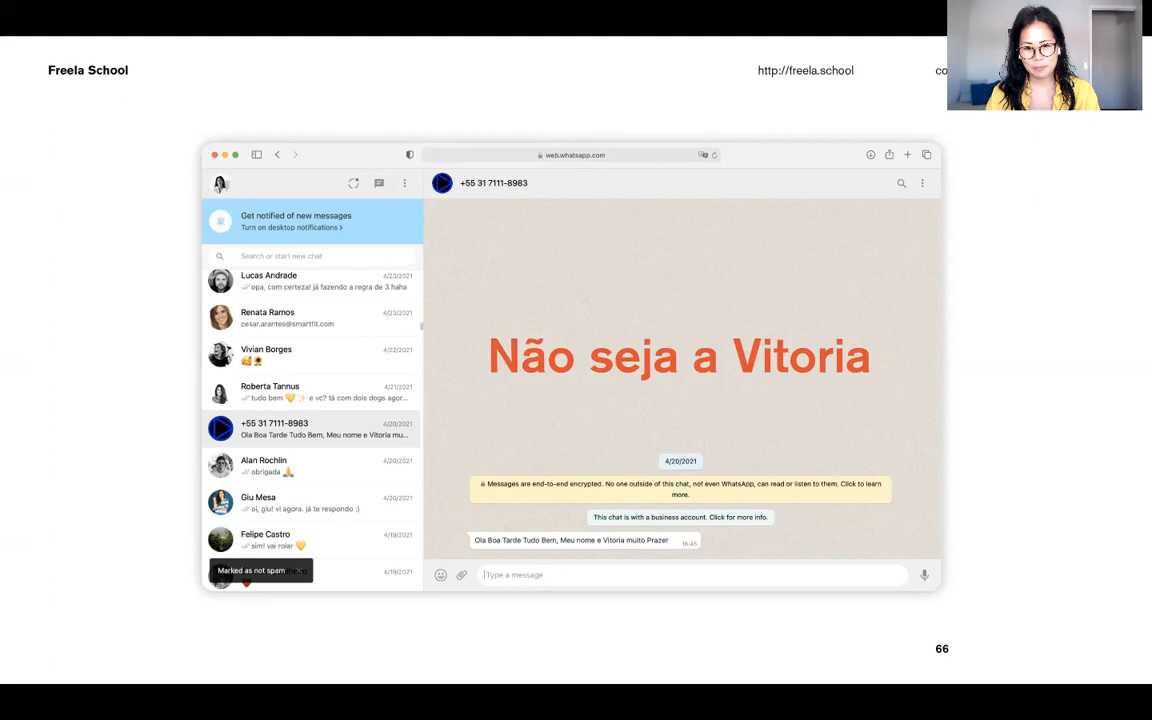 Freela School
http://freela.school
co
web.whatsapp.com
+55 31 7111-8983
Get notified of new messages
Turn on desktop notifications >
Search or start new chat
Lucas Andrade 4/23/2021
opa, com certeza! já fazendo a regra de 3 haha
Renata Ramos 4/23/2021
cesar.arantes@smartfit.com
Vivian Borges 4/22/2021
🥰🌻
Roberta Tannus 4/21/2021
tudo bem 💛✨ e vc? tá com dois dogs agor...
+55 31 7111-8983 4/20/2021
Ola Boa Tarde Tudo Bem, Meu nome e Vitoria mu...
Alan Rochlin 4/20/2021
obrigada 🙏
Giu Mesa 4/20/2021
oi, giu! vi agora. já te respondo :)
Felipe Castro 4/19/2021
sim! vai rolar 💛
4/19/2021
Marked as not spam
Não seja a Vitoria
4/20/2021
Messages are end-to-end encrypted. No one outside of this chat, not even WhatsApp, can read or listen to them. Click to learn
more.
This chat is with a business account. Click for more info.
Ola Boa Tarde Tudo Bem, Meu nome e Vitoria muito Prazer 16:45
Type a message
66